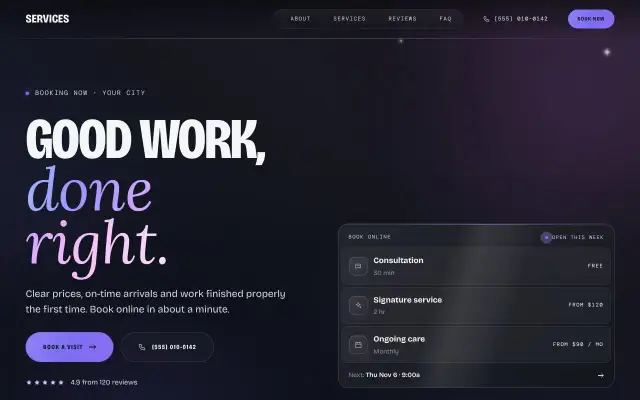 SERVICES
ABOUT SERVICES REVIEWS FAQ
(555) 010-0142
BOOK NOW
BOOKING NOW · YOUR CITY
GOOD WORK,
done
right.
Clear prices, on-time arrivals and work finished properly
the first time. Book online in about a minute.
BOOK A VISIT →
(555) 010-0142
★★★★★ 4.9 from 120 reviews
BOOK ONLINE
OPEN THIS WEEK
Consultation
30 min
FREE
Signature service
2 hr
FROM $110
Ongoing care
Monthly
FROM $90 / MO
Next: Thu Nov 6 · 9:00a →